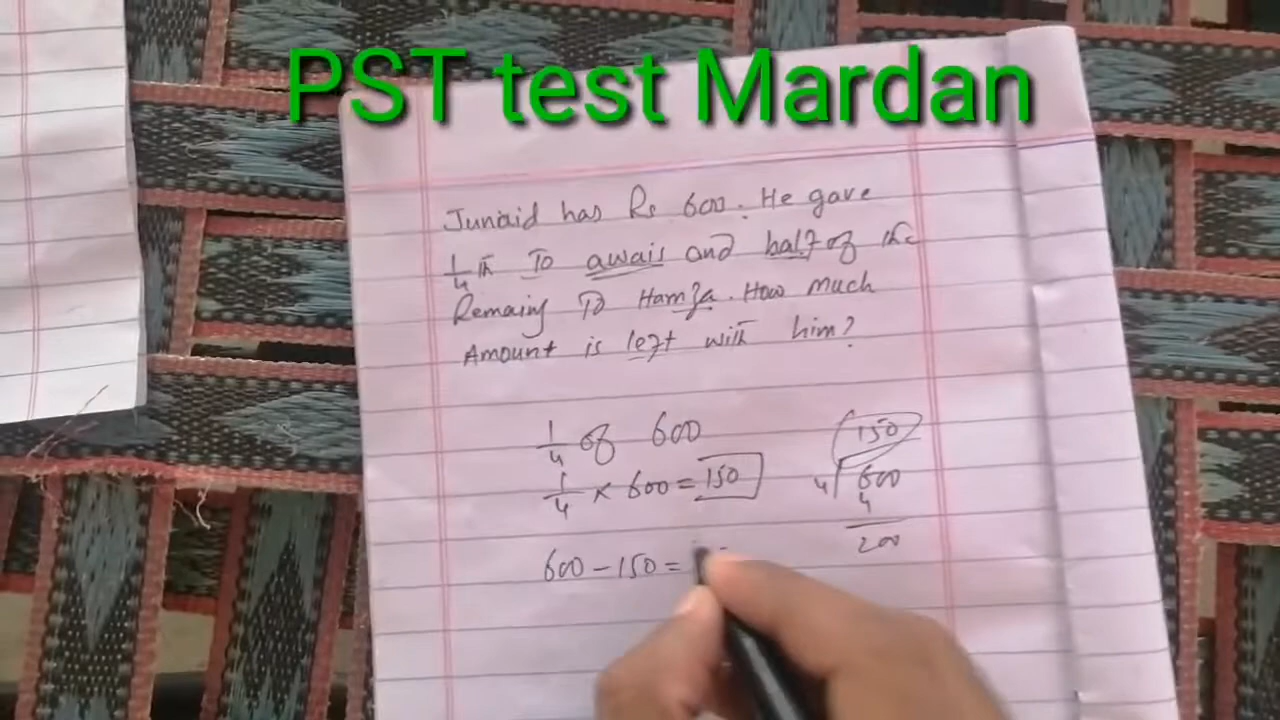 PST test Mardan
Junaid has Rs 600. He gave
1/4 th To awais and half of the
Remaing To Hamza. How much
Amount is left with him?
1/4 of 600
1/4 × 600 = 150
150
4 600
4
200
600 - 150 =